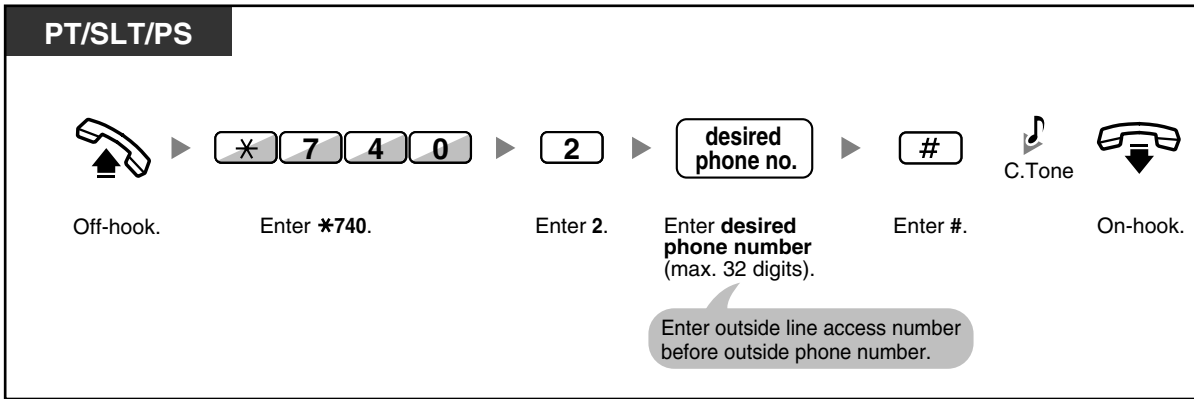 PT/SLT/PS
* 7 4 0
2
desired
phone no.
#
C.Tone
Off-hook.
Enter *740.
Enter 2.
Enter desired
phone number
(max. 32 digits).
Enter #.
On-hook.
Enter outside line access number
before outside phone number.